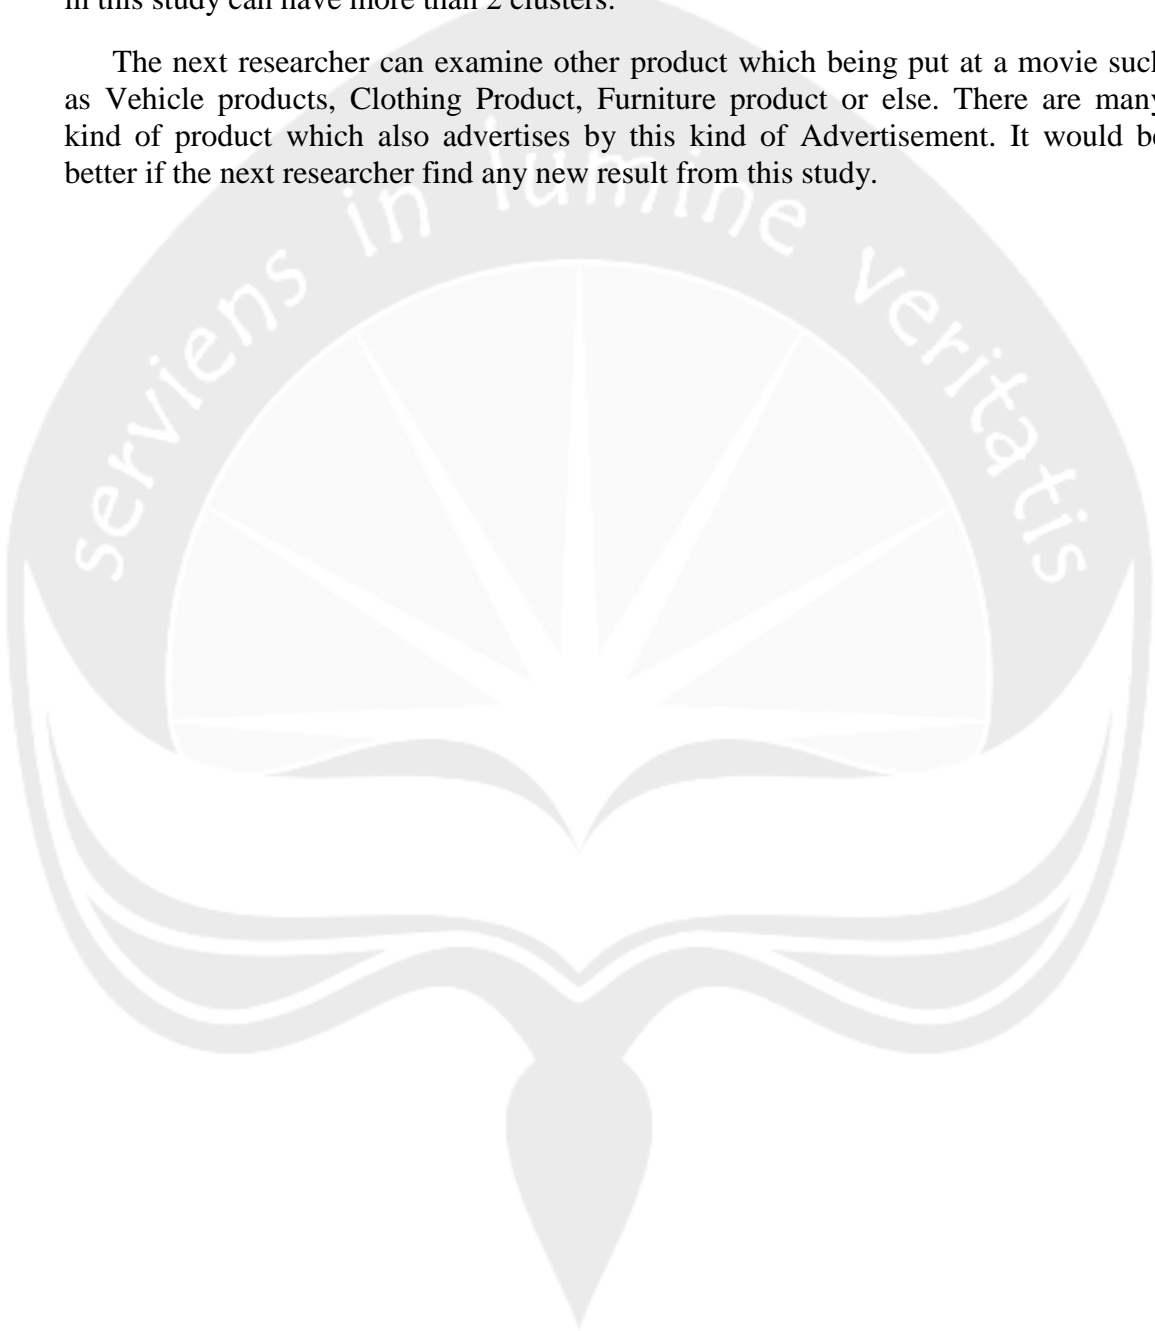 in this study can have more than 2 clusters.
The next researcher can examine other product which being put at a movie such
as Vehicle products, Clothing Product, Furniture product or else. There are many
kind of product which also advertises by this kind of Advertisement. It would be
better if the next researcher find any new result from this study.
serviens in lumine veritatis